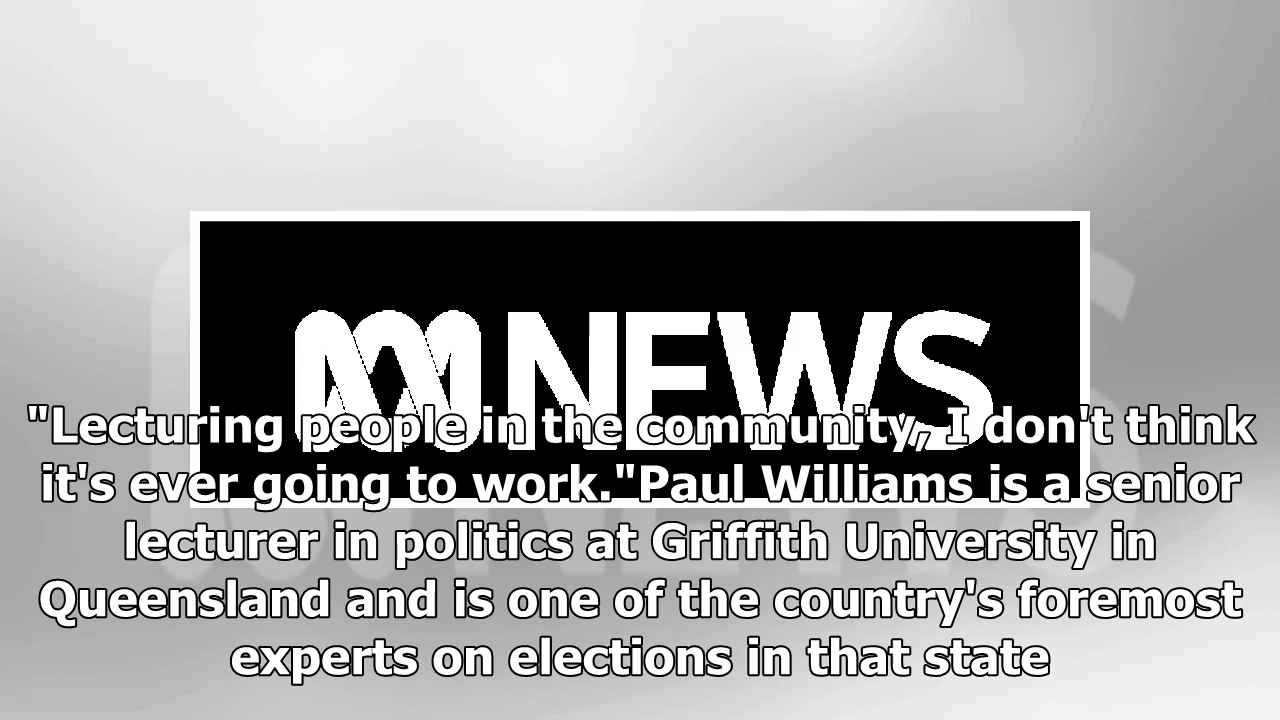 NEWS
"Lecturing people in the community, I don't think
it's ever going to work."Paul Williams is a senior
lecturer in politics at Griffith University in
Queensland and is one of the country's foremost
experts on elections in that state